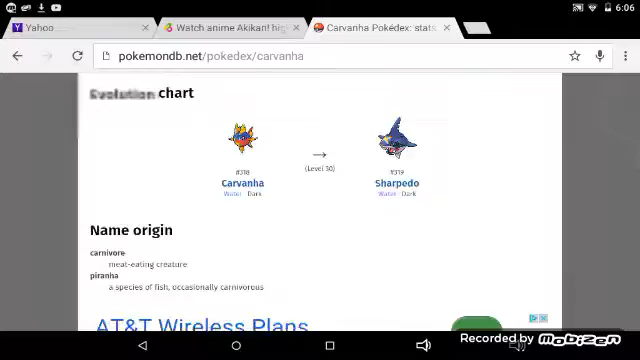 6:06
Yahoo
Watch anime Akikan! hig
Carvanha Pokédex: stats
pokemondb.net/pokedex/carvanha
Evolution chart
→
#318
(Level 30)
#319
Carvanha
Sharpedo
Water Dark
Water Dark
Name origin
carnivore
meat-eating creature
piranha
a species of fish, occasionally carnivorous
AT&T Wireless Plans
Recorded by mobizen